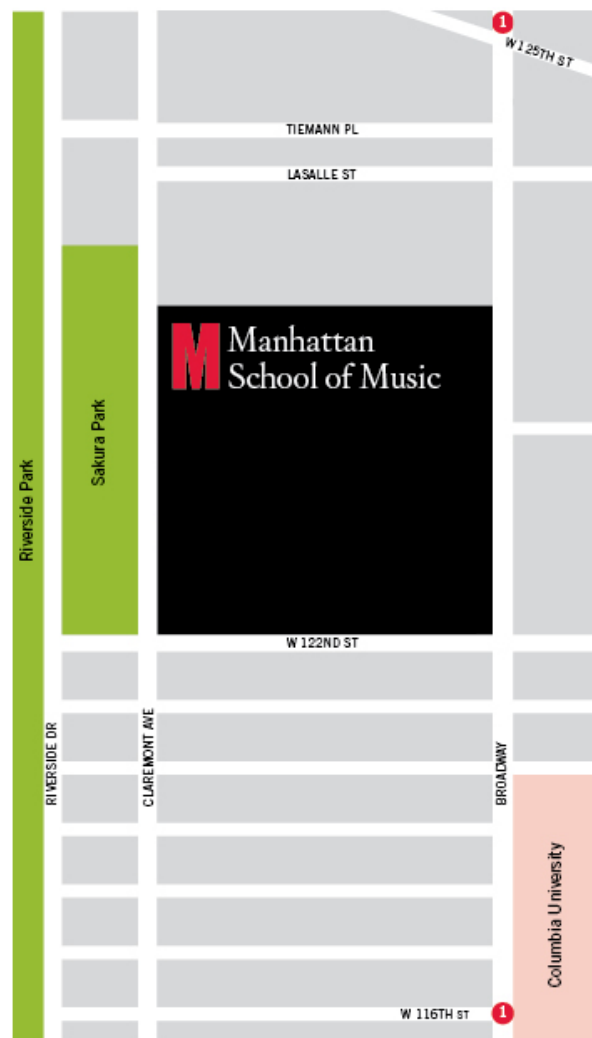 1
W 125TH ST
TIEMANN PL
LASALLE ST
M Manhattan
School of Music
Sakura Park
Riverside Park
W 122ND ST
RIVERSIDE DR
CLAREMONT AVE
BROADWAY
Columbia University
W 116TH ST
1